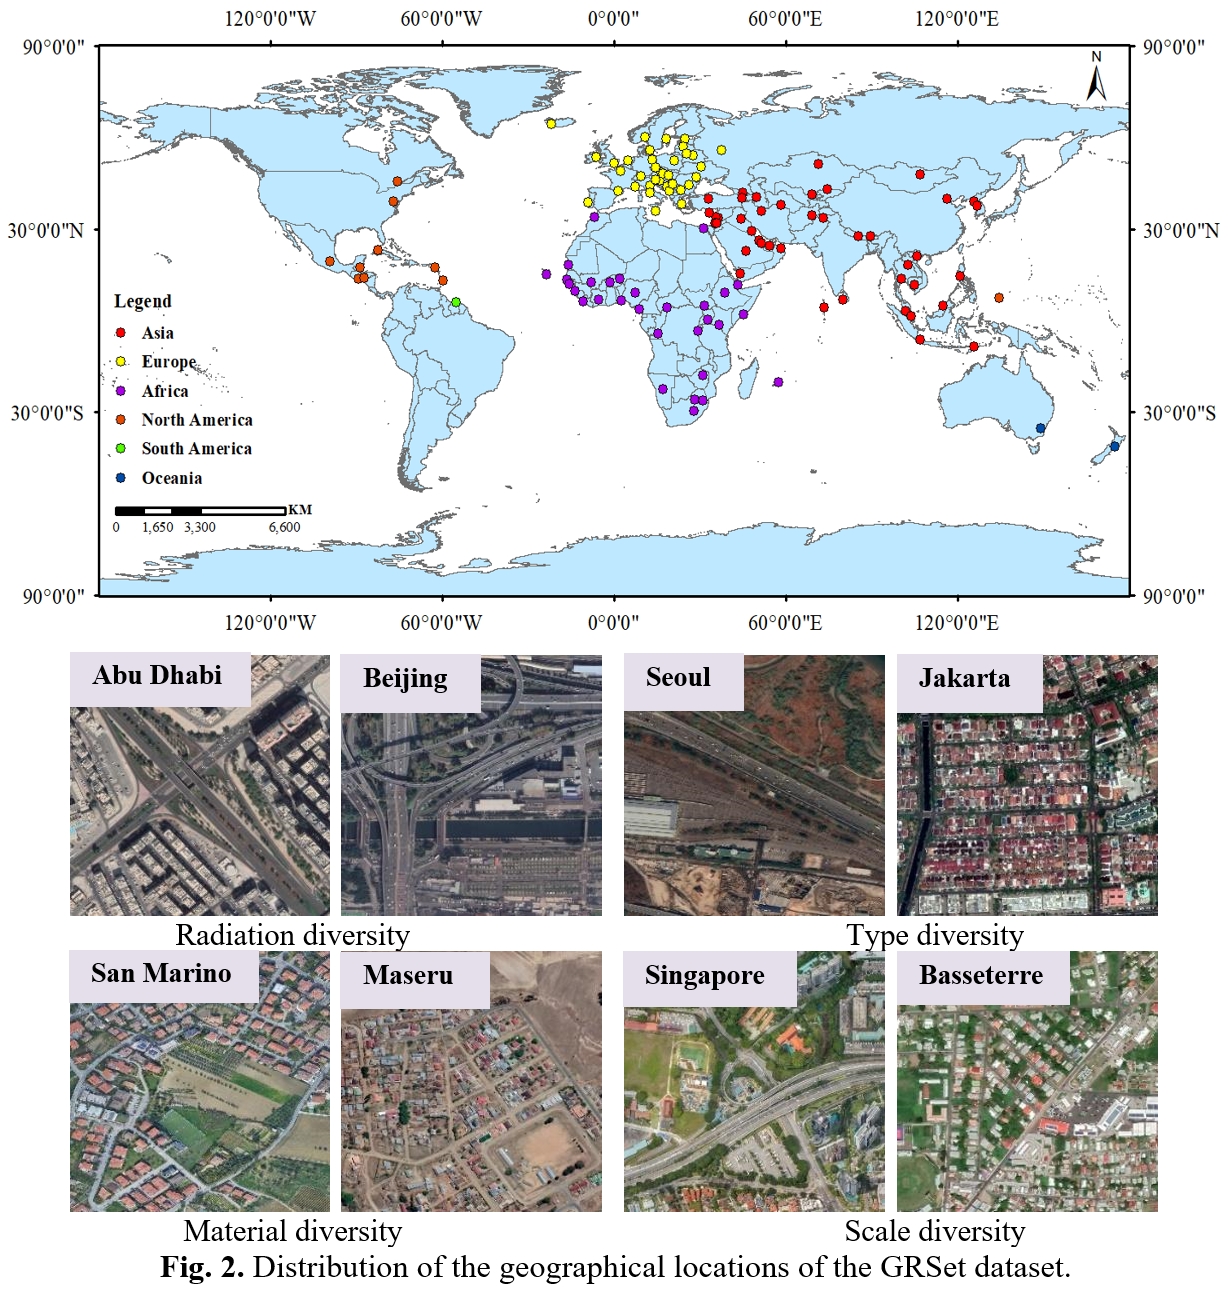 120°0'0"W 60°0'0"W 0°0'0" 60°0'0"E 120°0'0"E
90°0'0" 90°0'0"
N
30°0'0"N 30°0'0"N
Legend
Asia
Europe
Africa
North America
South America
Oceania
30°0'0"S 30°0'0"S
KM
0 1,650 3,300 6,600
90°0'0" 90°0'0"
120°0'0"W 60°0'0"W 0°0'0" 60°0'0"E 120°0'0"E
Abu Dhabi Beijing Seoul Jakarta
Radiation diversity Type diversity
San Marino Maseru Singapore Basseterre
Material diversity Scale diversity
Fig. 2. Distribution of the geographical locations of the GRSet dataset.